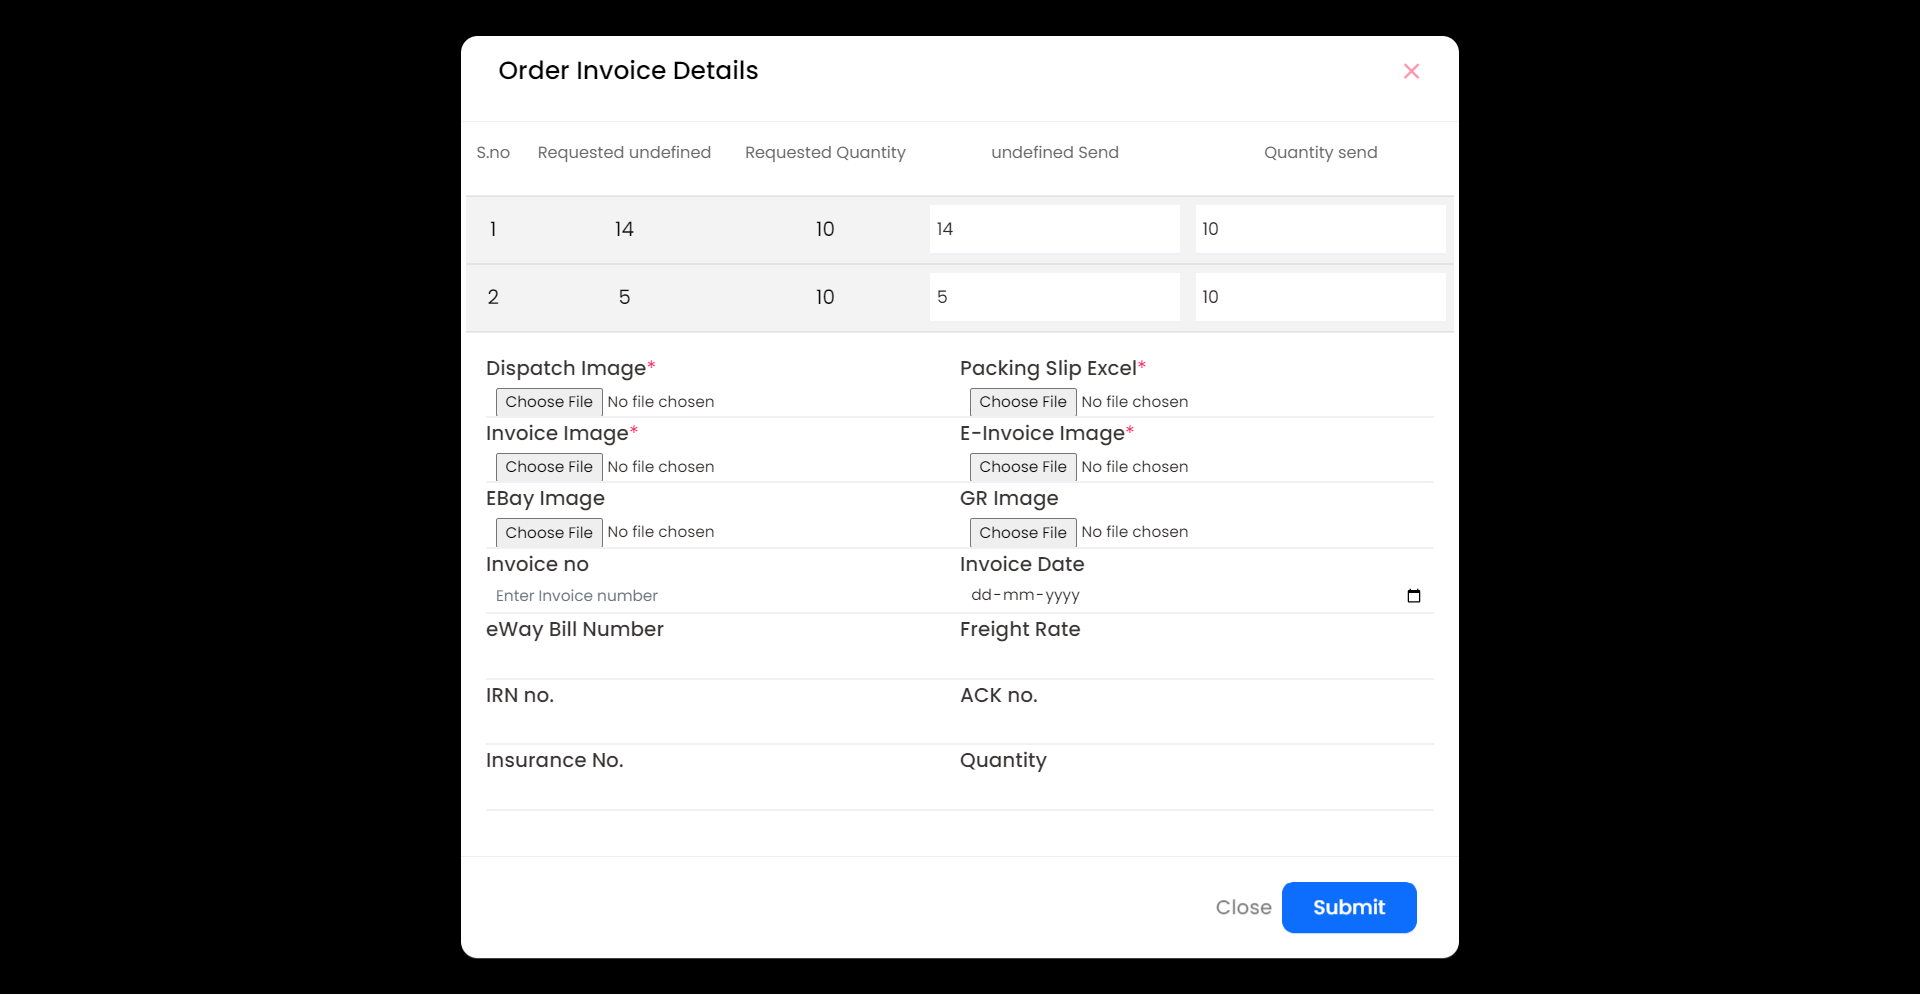 Order Invoice Details
S.no Requested undefined Requested Quantity undefined Send Quantity send
1 14 10 14 10
2 5 10 5 10
Dispatch Image* Packing Slip Excel*
Choose File No file chosen Choose File No file chosen
Invoice Image* E-Invoice Image*
Choose File No file chosen Choose File No file chosen
EBay Image GR Image
Choose File No file chosen Choose File No file chosen
Invoice no Invoice Date
Enter Invoice number dd-mm-yyyy
eWay Bill Number Freight Rate
IRN no. ACK no.
Insurance No. Quantity
Close Submit